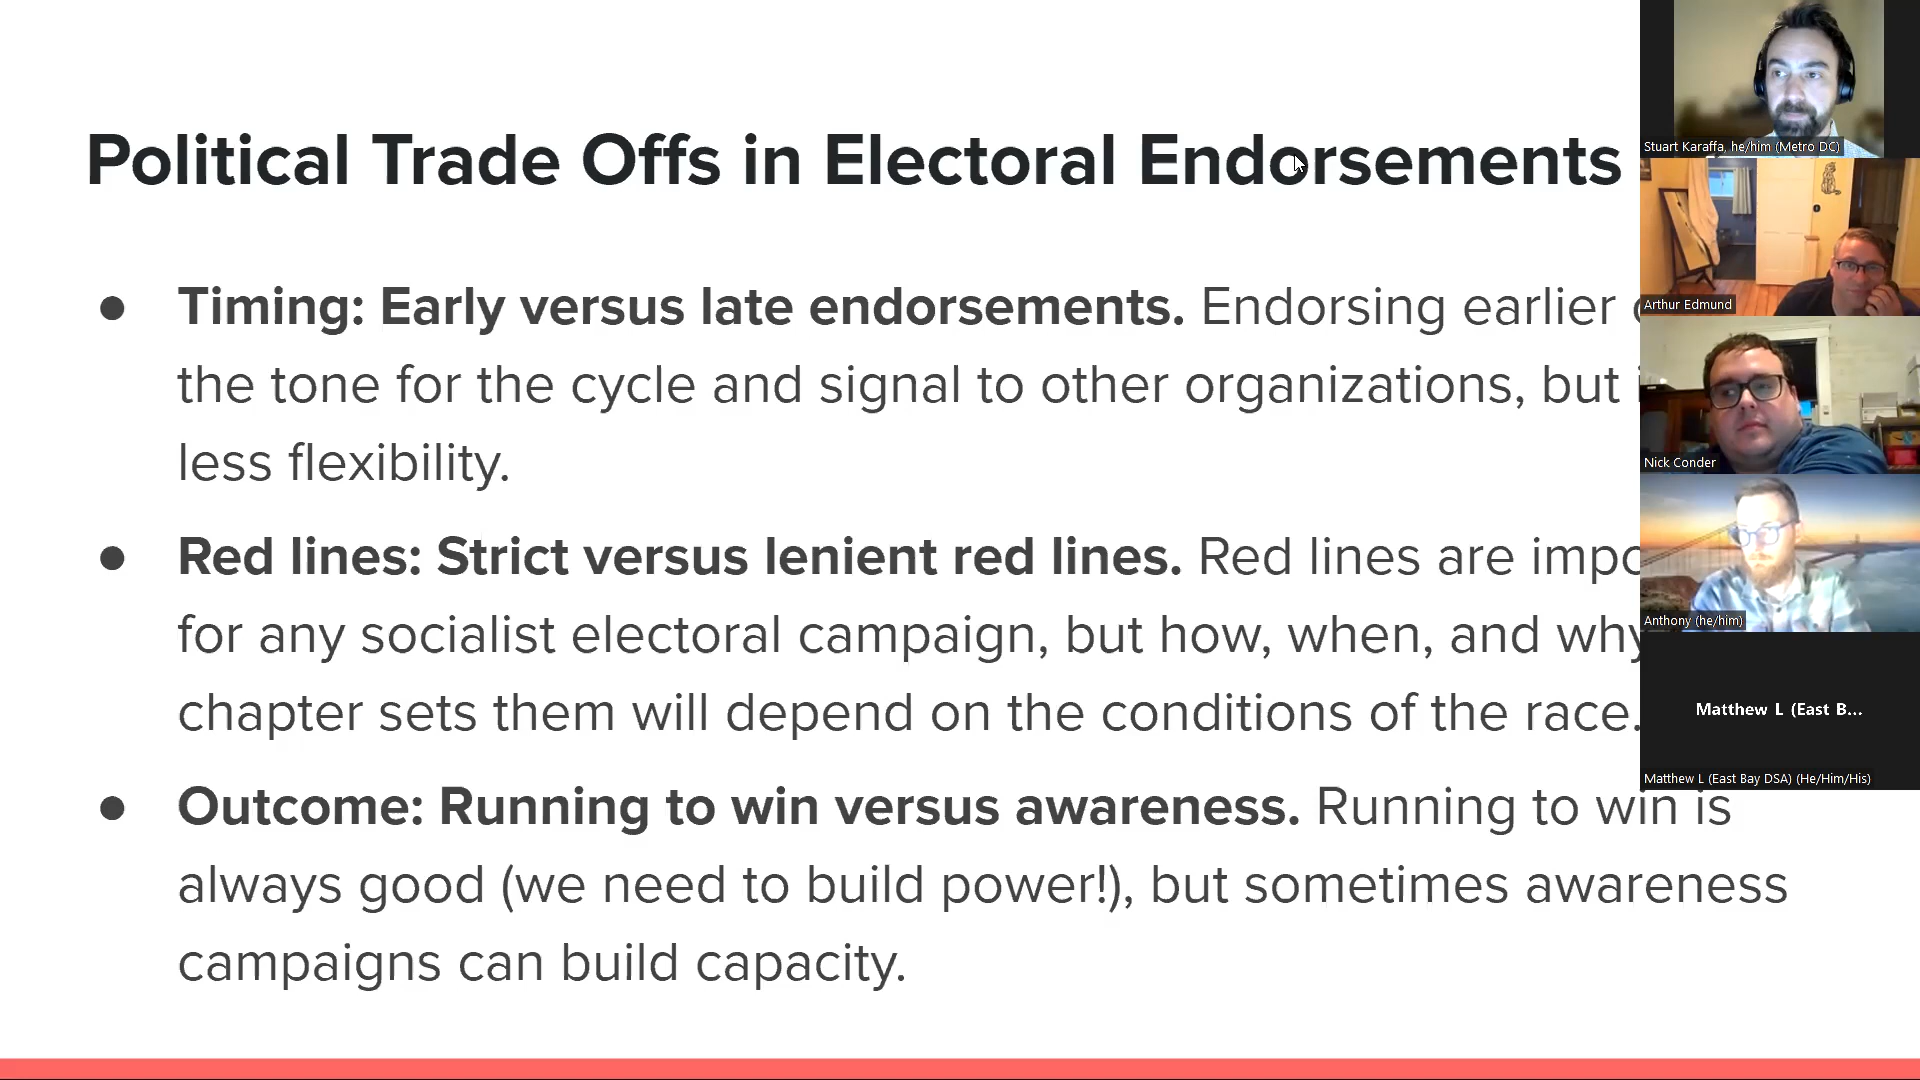 Political Trade Offs in Electoral Endorsements
● Timing: Early versus late endorsements. Endorsing earlier
the tone for the cycle and signal to other organizations, but
less flexibility.
● Red lines: Strict versus lenient red lines. Red lines are impo
for any socialist electoral campaign, but how, when, and why
chapter sets them will depend on the conditions of the race.
● Outcome: Running to win versus awareness. Running to win is
always good (we need to build power!), but sometimes awareness
campaigns can build capacity.
Stuart Karaffa, he/him (Metro DC)
Arthur Edmund
Nick Conder
Anthony (he/him)
Matthew L (East B...
Matthew L (East Bay DSA) (He/Him/His)